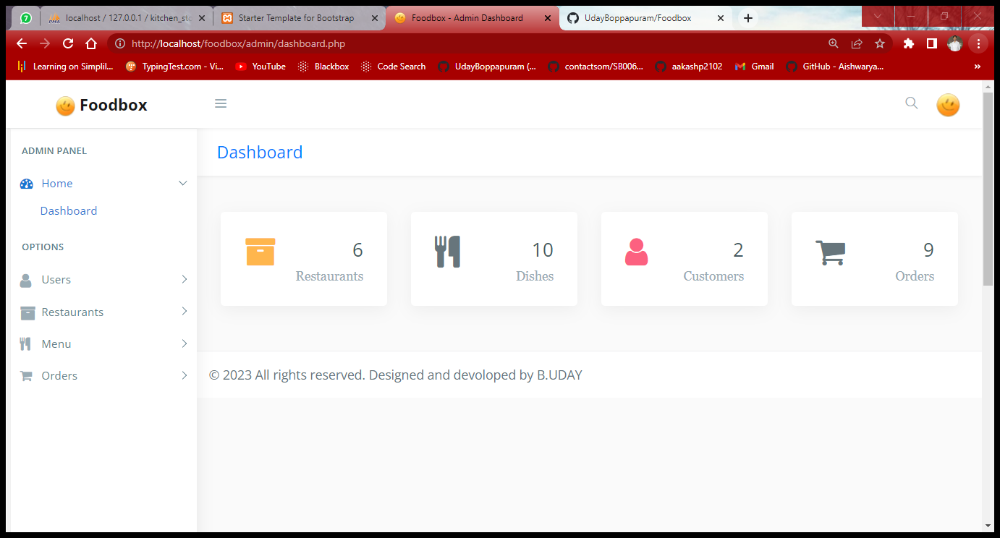 7
PMA
localhost / 127.0.0.1 / kitchen_sto
Starter Template for Bootstrap
Foodbox - Admin Dashboard
UdayBoppapuram/Foodbox
http://localhost/foodbox/admin/dashboard.php
Learning on Simplil...
TypingTest.com - Vi...
YouTube
Blackbox
Code Search
UdayBoppapuram (...
contactsom/SB006...
aakashp2102
Gmail
GitHub - Aishwarya...
»
Foodbox
ADMIN PANEL
Dashboard
Home
Dashboard
OPTIONS
Users
Restaurants
Menu
Orders
6
Restaurants
10
Dishes
2
Customers
9
Orders
© 2023 All rights reserved. Designed and devoloped by B.UDAY